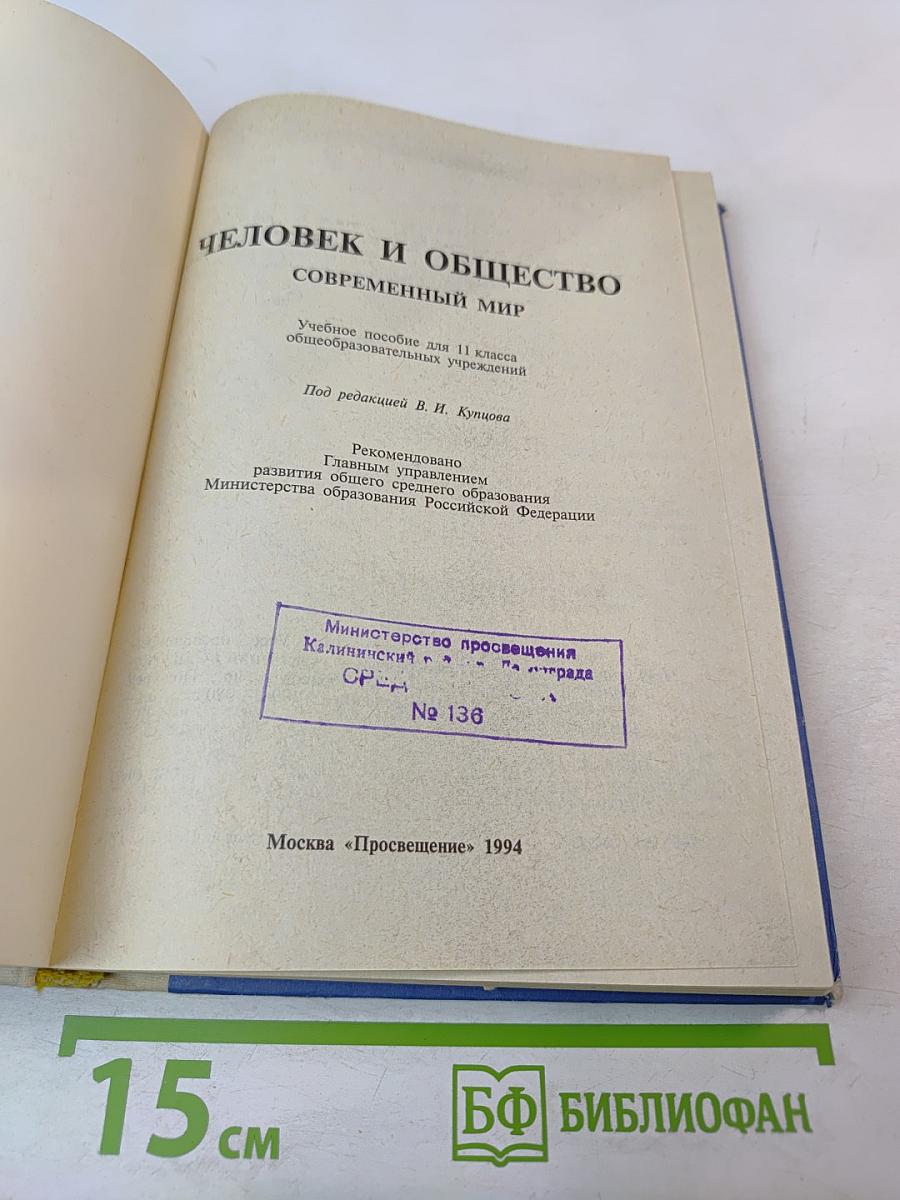 ЧЕЛОВЕК И ОБЩЕСТВО
СОВРЕМЕННЫЙ МИР
Учебное пособие для 11 класса
общеобразовательных учреждений
Под редакцией В. И. Купцова
Рекомендовано
Главным управлением
развития общего среднего образования
Министерства образования Российской Федерации
Министерство просвещения
Калининский
№ 136
Москва «Просвещение» 1994
15 см
БФ БИБЛИОФАН